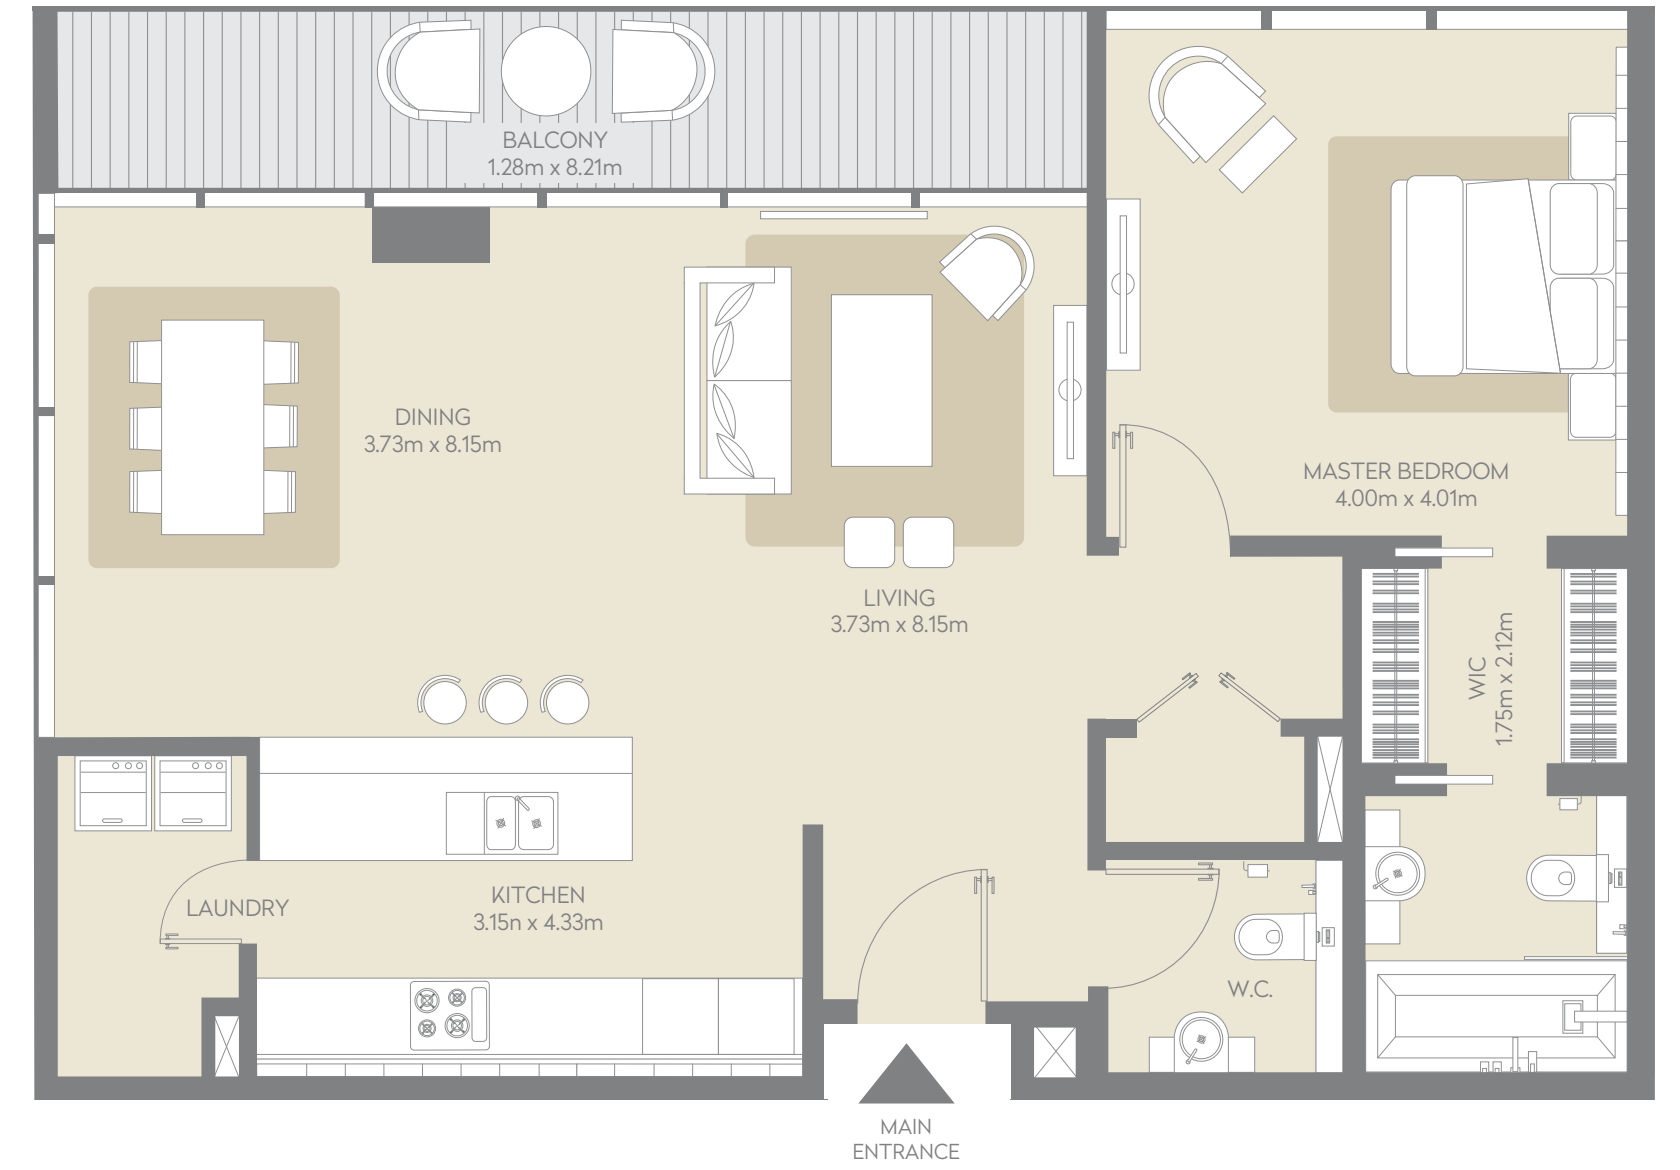 BALCONY
1.28m x 8.21m
DINING
3.73m x 8.15m
MASTER BEDROOM
4.00m x 4.01m
LIVING
3.73m x 8.15m
WIC
1.75m x 2.12m
KITCHEN
3.15n x 4.33m
LAUNDRY
W.C.
MAIN
ENTRANCE